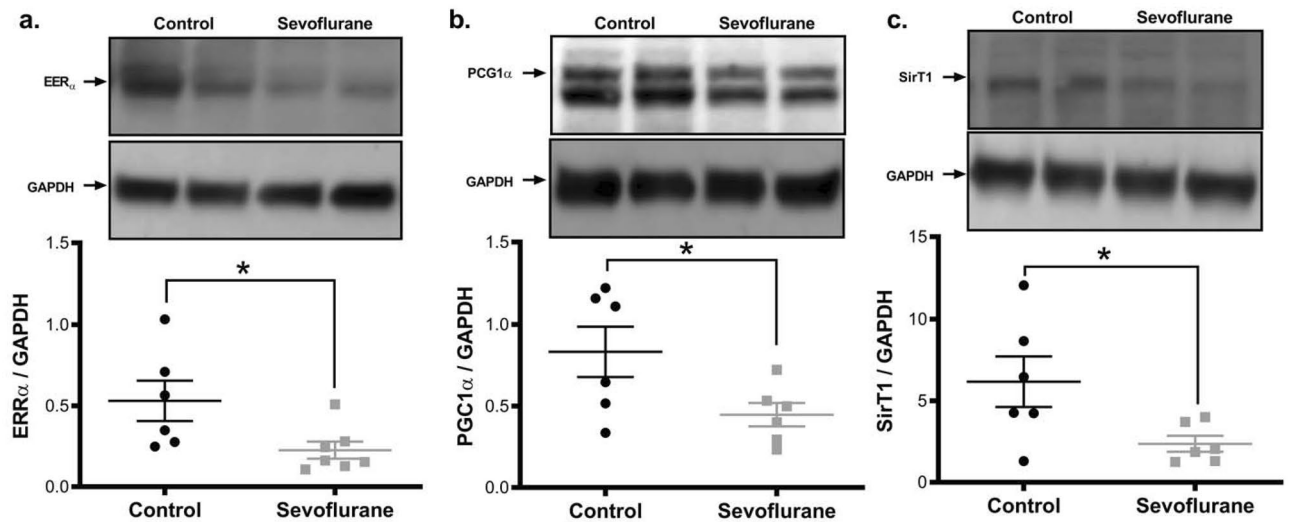 a.
Control Sevoflurane
EERα
GAPDH
1.5
*
1.0
0.5
0.0
ERRα / GAPDH
Control Sevoflurane
b.
Control Sevoflurane
PCG1α
GAPDH
1.5
*
1.0
0.5
0.0
PGC1α / GAPDH
Control Sevoflurane
c.
Control Sevoflurane
SirT1
GAPDH
15
*
10
5
0
SirT1 / GAPDH
Control Sevoflurane